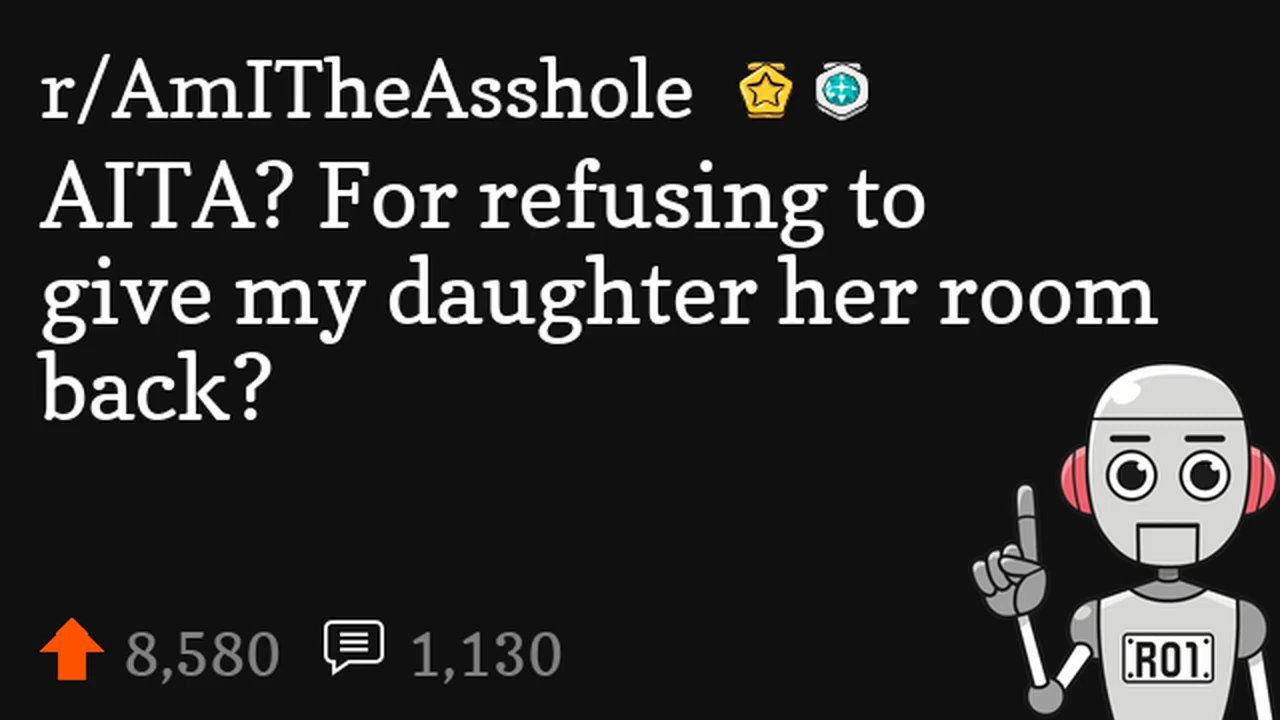 r/AmITheAsshole
AITA? For refusing to
give my daughter her room
back?
8,580 1,130
R01